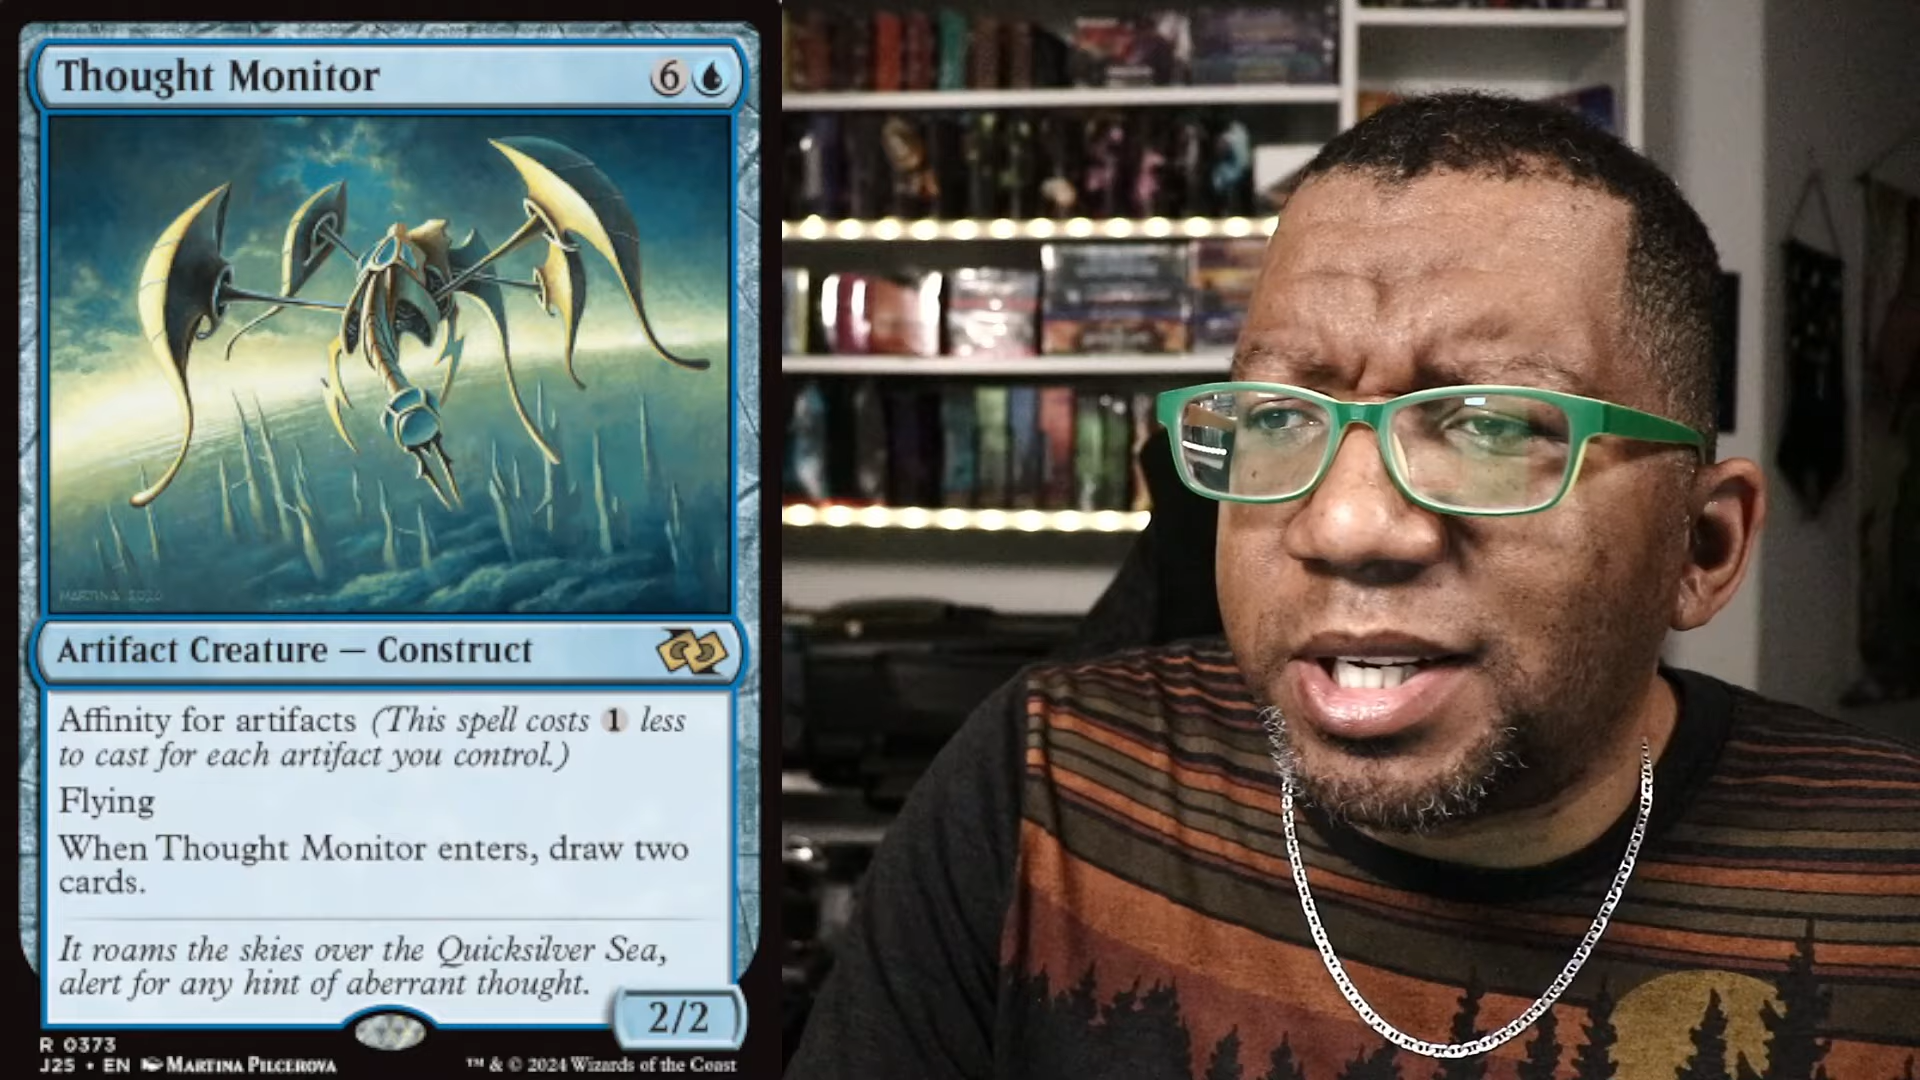 Thought Monitor 6
MARTINA 2020
Artifact Creature — Construct
Affinity for artifacts (This spell costs 1 less
to cast for each artifact you control.)
Flying
When Thought Monitor enters, draw two
cards.
It roams the skies over the Quicksilver Sea,
alert for any hint of aberrant thought.
2/2
R 0373
J25 • EN MARTINA PILCEROVA
™ & © 2024 Wizards of the Coast